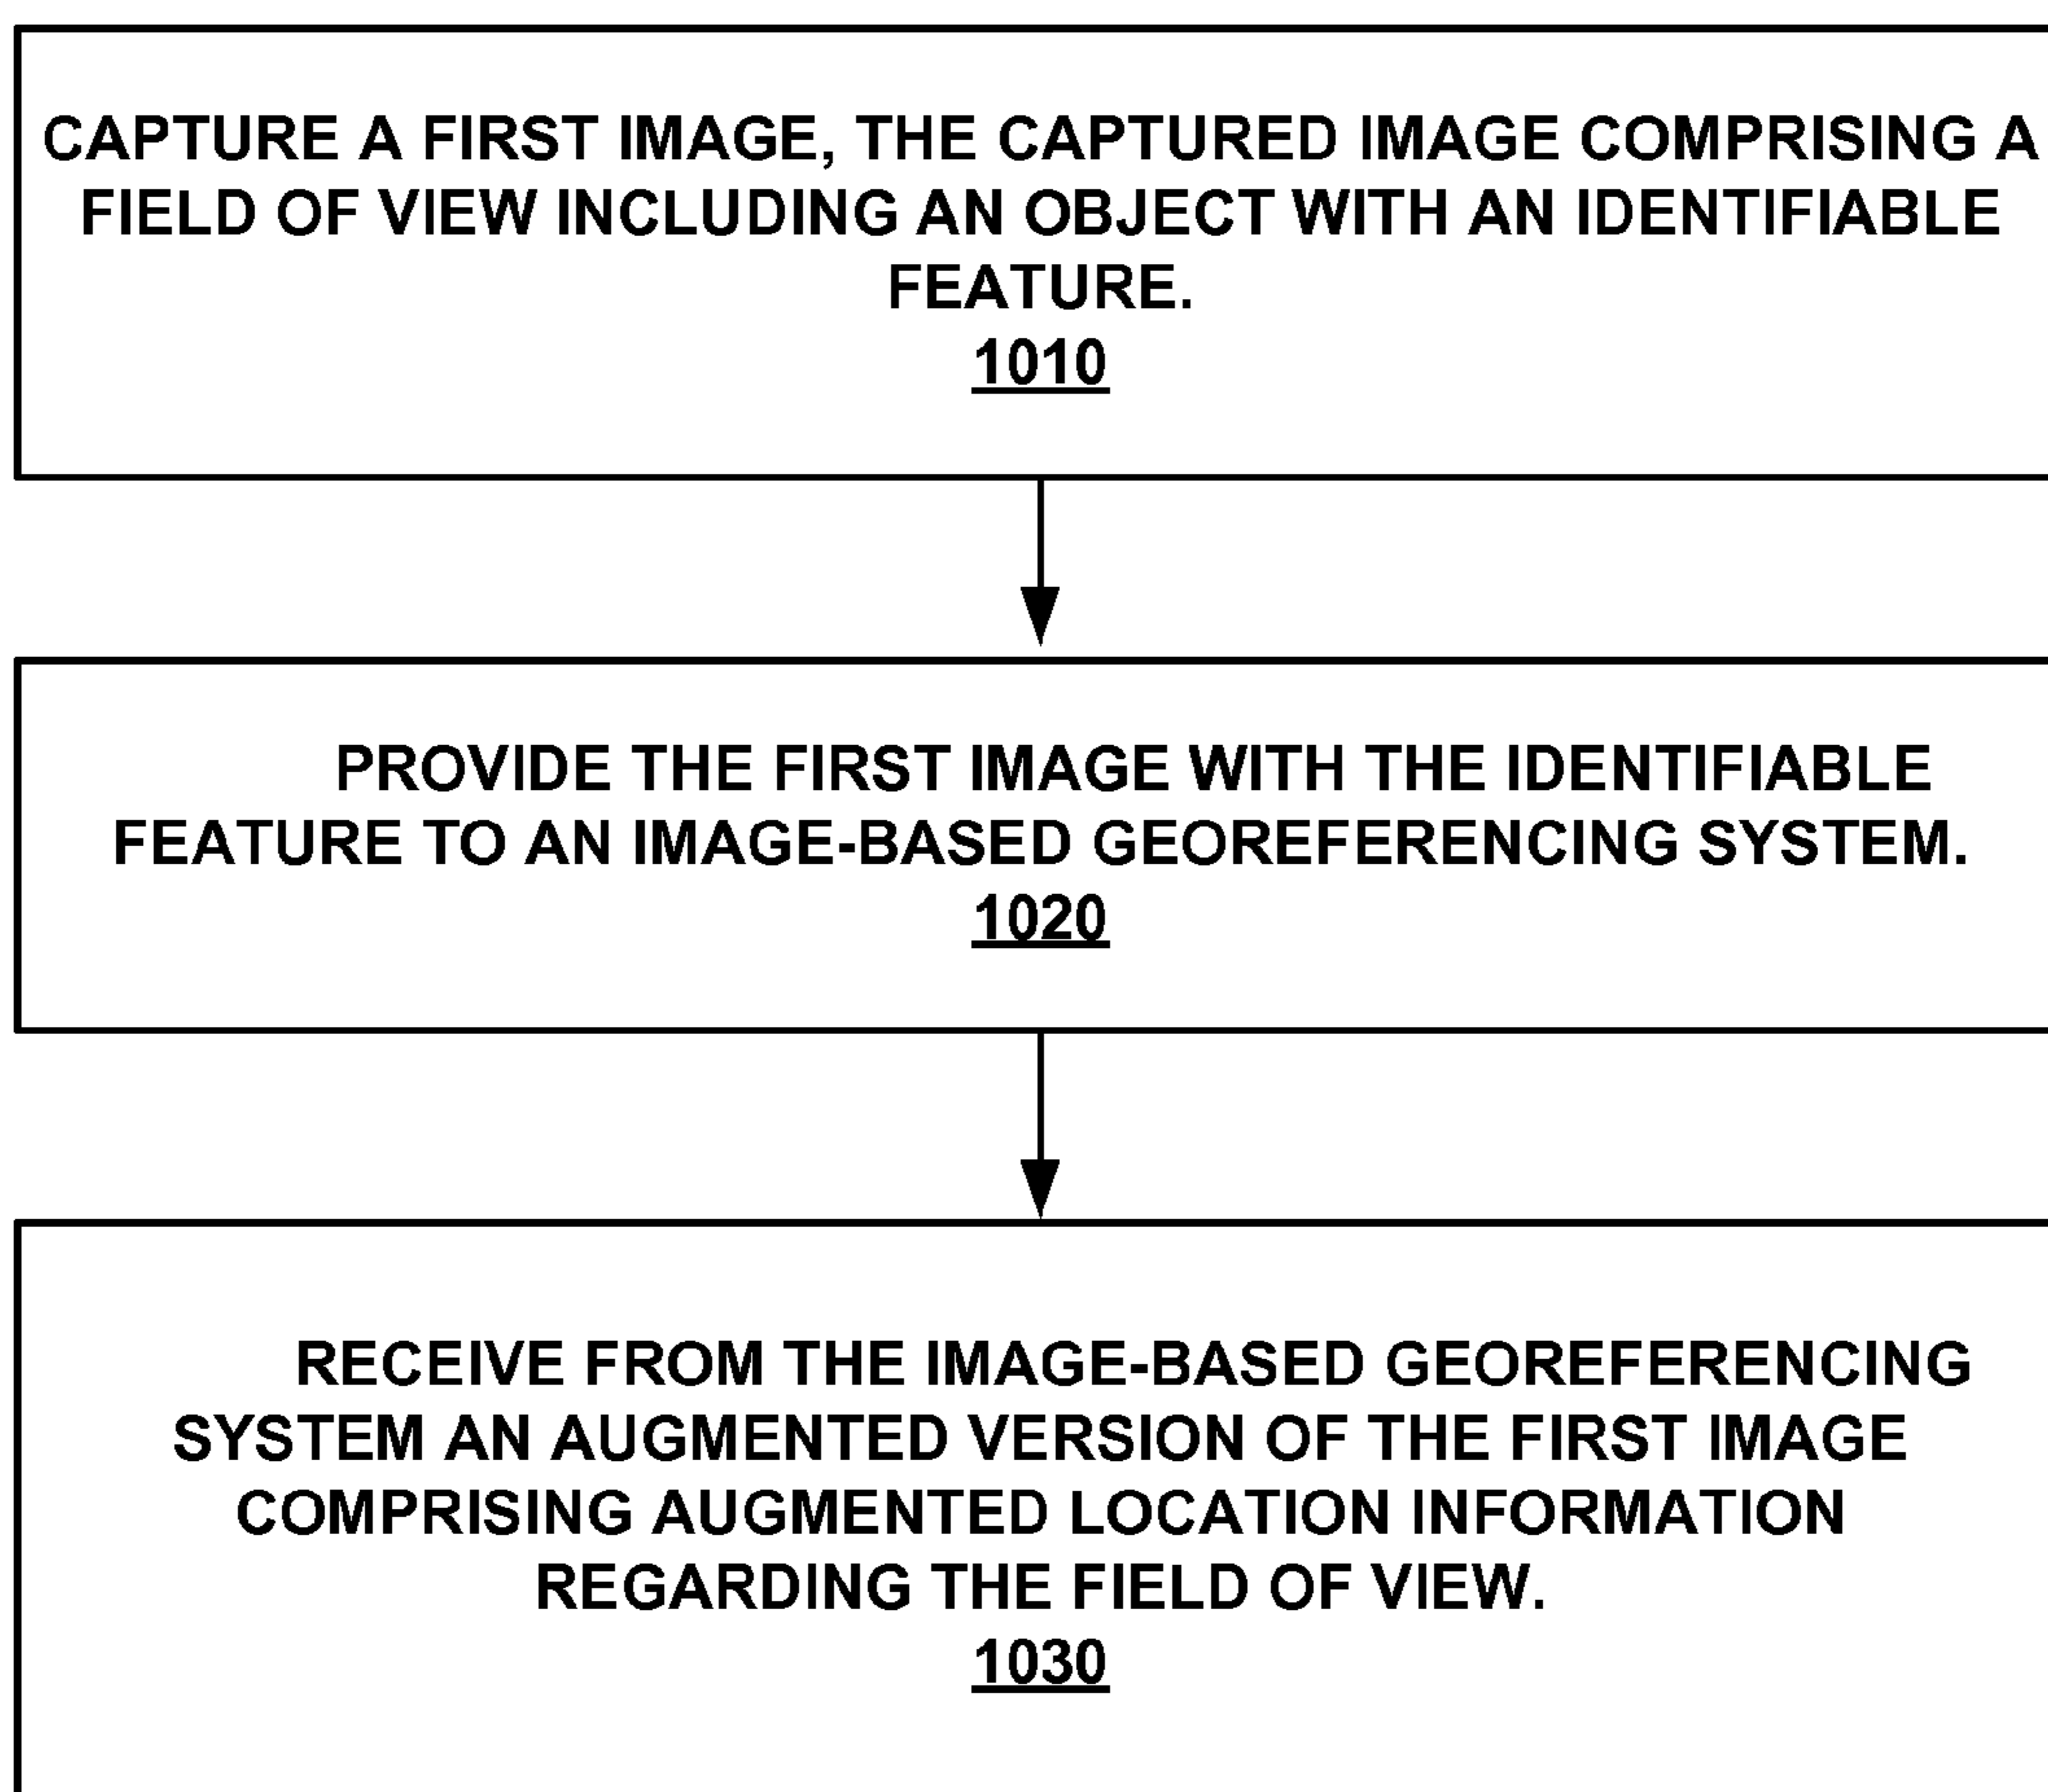 CAPTURE A FIRST IMAGE, THE CAPTURED IMAGE COMPRISING A
FIELD OF VIEW INCLUDING AN OBJECT WITH AN IDENTIFIABLE
FEATURE.
1010
PROVIDE THE FIRST IMAGE WITH THE IDENTIFIABLE
FEATURE TO AN IMAGE-BASED GEOREFERENCING SYSTEM.
1020
RECEIVE FROM THE IMAGE-BASED GEOREFERENCING
SYSTEM AN AUGMENTED VERSION OF THE FIRST IMAGE
COMPRISING AUGMENTED LOCATION INFORMATION
REGARDING THE FIELD OF VIEW.
1030